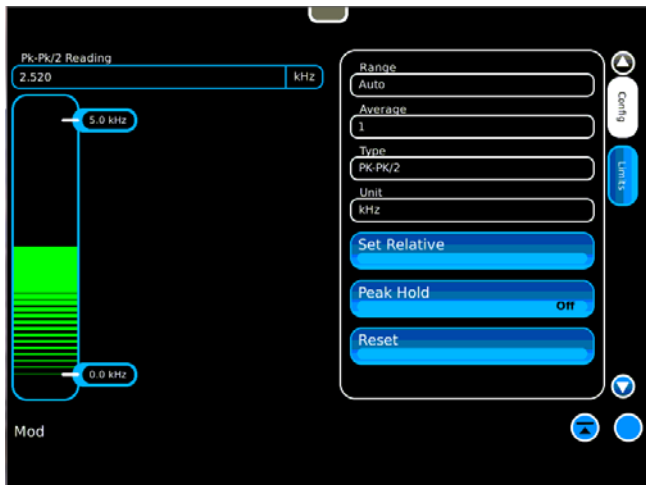 Pk-Pk/2 Reading
2.520 kHz
5.0 kHz
0.0 kHz
Mod
Range
Auto
Average
1
Type
PK-PK/2
Unit
kHz
Set Relative
Peak Hold
Off
Reset
Config
Limits